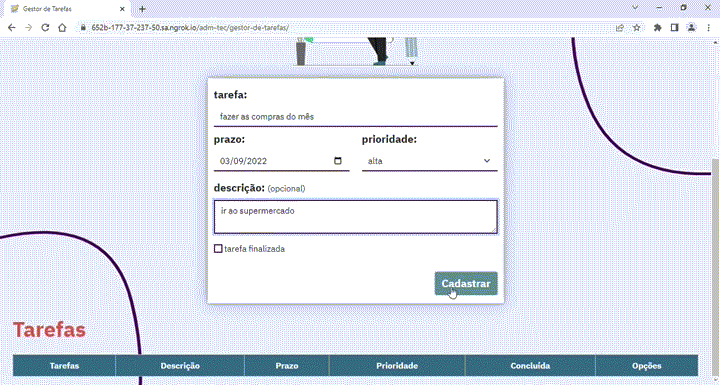 Gestor de Tarefas
652b-177-37-237-50.sa.ngrok.io/adm-tec/gestor-de-tarefas/
tarefa:
fazer as compras do mês
prazo: prioridade:
03/09/2022 alta
descrição: (opcional)
ir ao supermercado
tarefa finalizada
Cadastrar
Tarefas
Tarefas Descrição Prazo Prioridade Concluída Opções